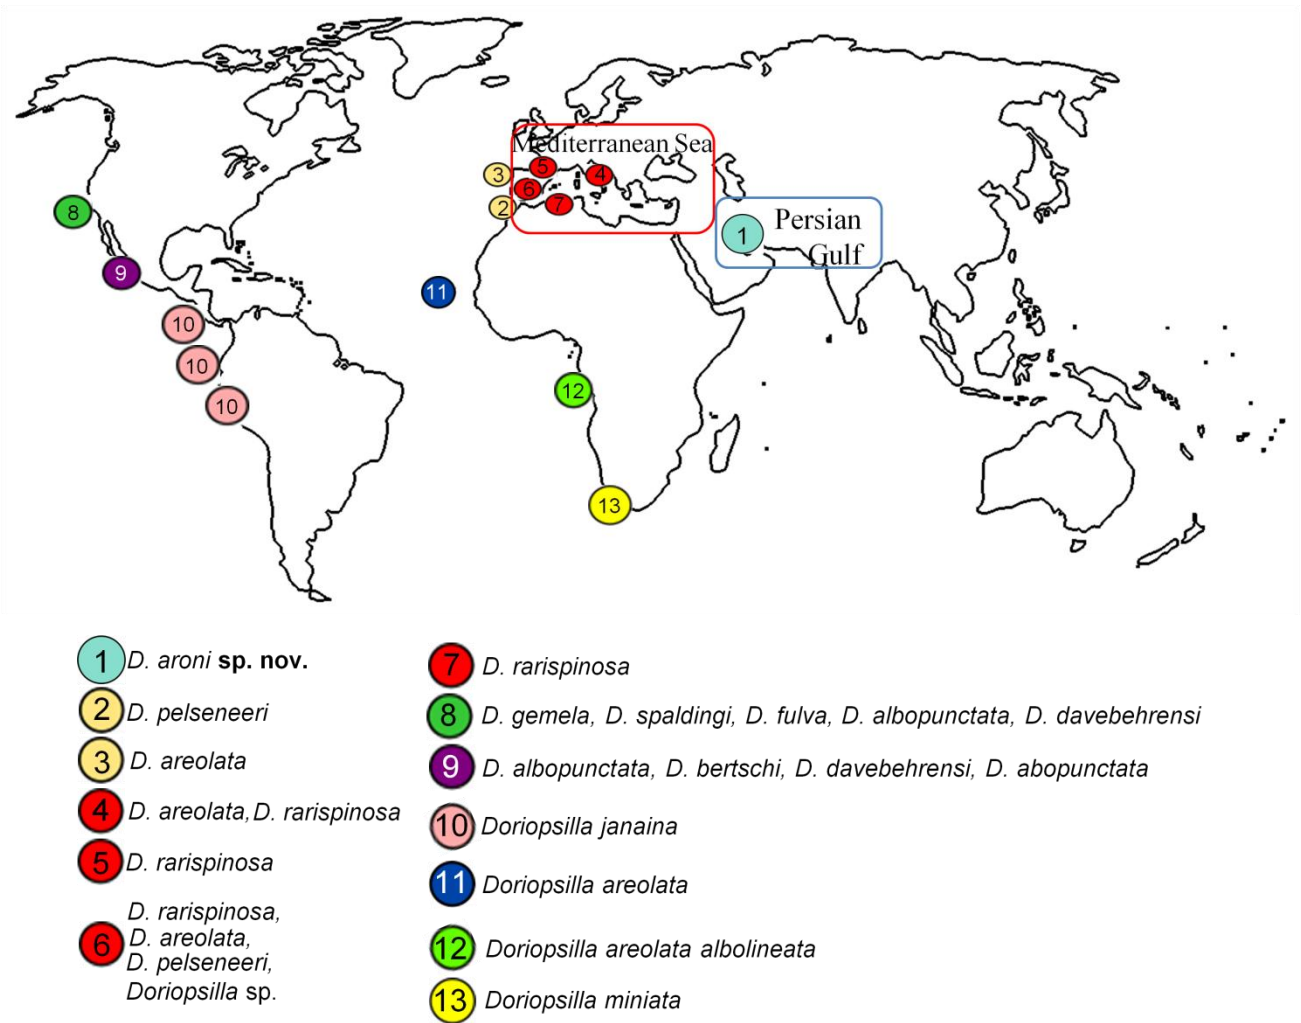 Mediterranean Sea
3
5
4
6
2
7
8
1
Persian
Gulf
9
11
10
10
12
10
13
1 D. aroni sp. nov.
2 D. pelseneeri
3 D. areolata
4 D. areolata, D. rarispinosa
5 D. rarispinosa
6 D. rarispinosa,
D. areolata,
D. pelseneeri,
Doriopsilla sp.
7 D. rarispinosa
8 D. gemela, D. spaldingi, D. fulva, D. albopunctata, D. davebehrensi
9 D. albopunctata, D. bertschi, D. davebehrensi, D. abopunctata
10 Doriopsilla janaina
11 Doriopsilla areolata
12 Doriopsilla areolata albolineata
13 Doriopsilla miniata